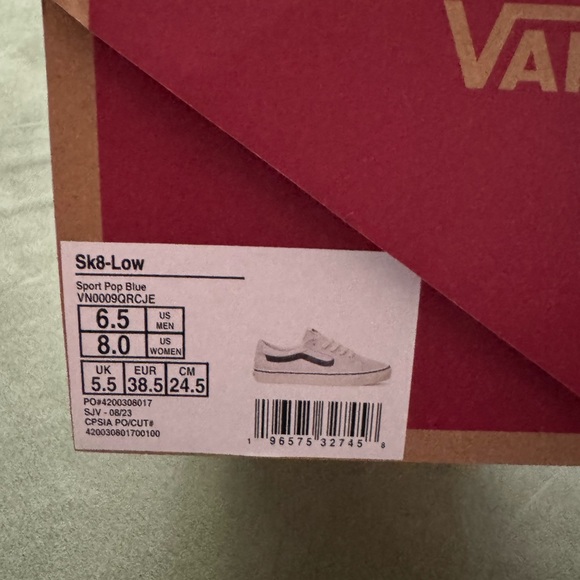 VA
Sk8-Low
Sport Pop Blue
VN0009QRCJE
6.5 US MEN
8.0 US WOMEN
UK EUR CM
5.5 38.5 24.5
PO#4200308017
SJV - 08/23
CPSIA PO/CUT#
420030801700100
1 96575 32745 8